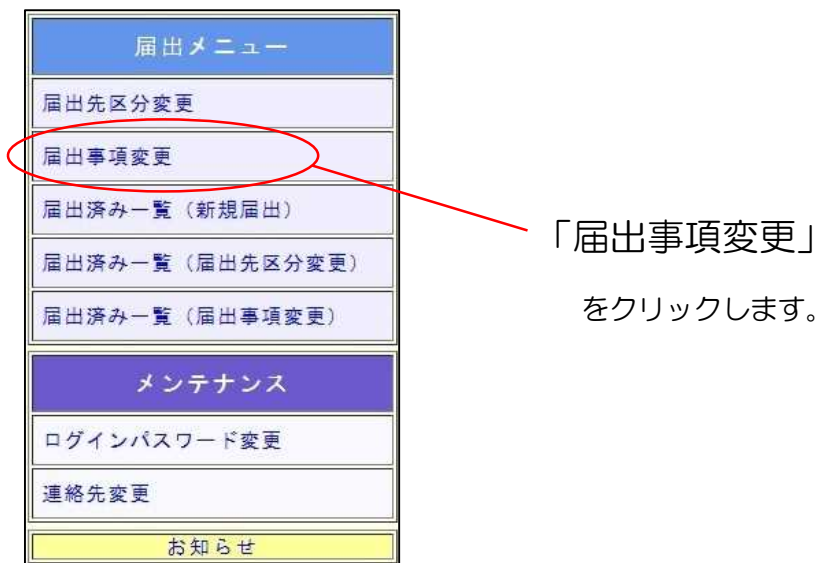 届出メニュー
届出先区分変更
届出事項変更
届出済み一覧（新規届出）
届出済み一覧（届出先区分変更）
届出済み一覧（届出事項変更）
メンテナンス
ログインパスワード変更
連絡先変更
お知らせ
「届出事項変更」
をクリックします。